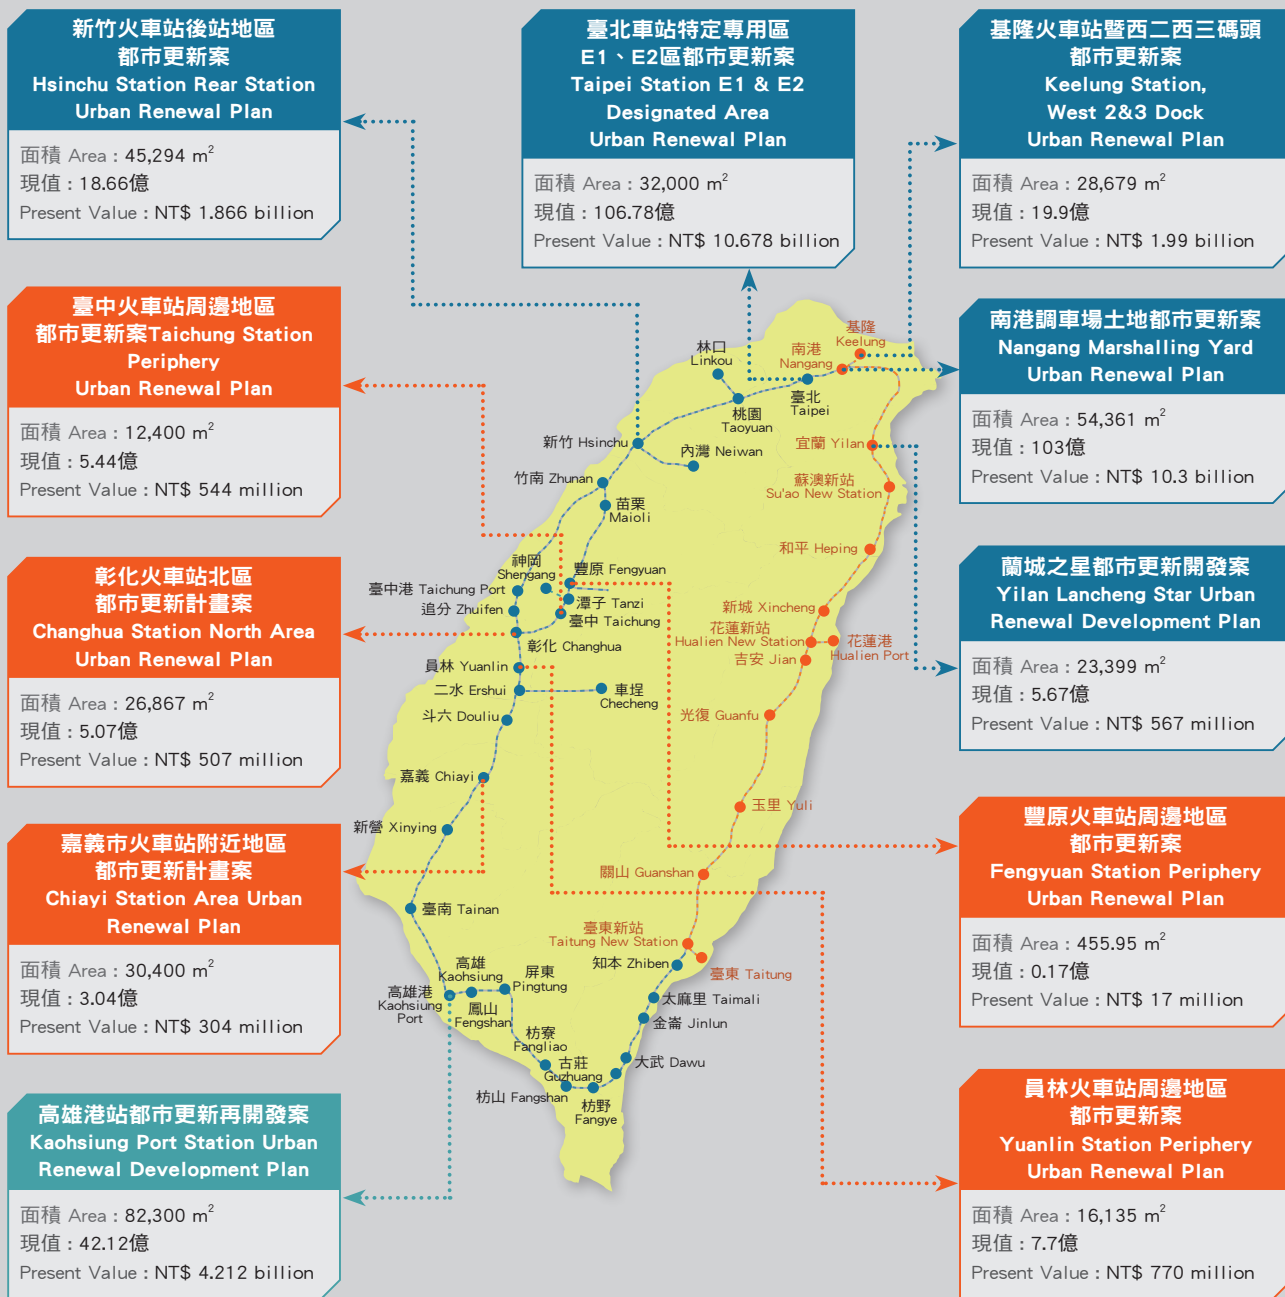 新竹火車站後站地區
都市更新案
Hsinchu Station Rear Station
Urban Renewal Plan
面積 Area : 45,294 m²
現值 : 18.66億
Present Value : NT$ 1.866 billion
臺北車站特定專用區
E1、E2區都市更新案
Taipei Station E1 & E2
Designated Area
Urban Renewal Plan
面積 Area : 32,000 m²
現值 : 106.78億
Present Value : NT$ 10.678 billion
基隆火車站暨西二西三碼頭
都市更新案
Keelung Station,
West 2&3 Dock
Urban Renewal Plan
面積 Area : 28,679 m²
現值 : 19.9億
Present Value : NT$ 1.99 billion
臺中火車站周邊地區
都市更新案Taichung Station
Periphery
Urban Renewal Plan
面積 Area : 12,400 m²
現值 : 5.44億
Present Value : NT$ 544 million
南港調車場土地都市更新案
Nangang Marshalling Yard
Urban Renewal Plan
面積 Area : 54,361 m²
現值 : 103億
Present Value : NT$ 10.3 billion
彰化火車站北區
都市更新計畫案
Changhua Station North Area
Urban Renewal Plan
面積 Area : 26,867 m²
現值 : 5.07億
Present Value : NT$ 507 million
蘭城之星都市更新開發案
Yilan Lancheng Star Urban
Renewal Development Plan
面積 Area : 23,399 m²
現值 : 5.67億
Present Value : NT$ 567 million
嘉義市火車站附近地區
都市更新計畫案
Chiayi Station Area Urban
Renewal Plan
面積 Area : 30,400 m²
現值 : 3.04億
Present Value : NT$ 304 million
豐原火車站周邊地區
都市更新案
Fengyuan Station Periphery
Urban Renewal Plan
面積 Area : 455.95 m²
現值 : 0.17億
Present Value : NT$ 17 million
高雄港站都市更新再開發案
Kaohsiung Port Station Urban
Renewal Development Plan
面積 Area : 82,300 m²
現值 : 42.12億
Present Value : NT$ 4.212 billion
員林火車站周邊地區
都市更新案
Yuanlin Station Periphery
Urban Renewal Plan
面積 Area : 16,135 m²
現值 : 7.7億
Present Value : NT$ 770 million
基隆
Keelung
南港
Nangang
林口
Linkou
臺北
Taipei
桃園
Taoyuan
新竹 Hsinchu
內灣 Neiwan
宜蘭 Yilan
竹南 Zhunan
蘇澳新站
Su'ao New Station
苗栗
Maioli
和平 Heping
神岡
Shengang
豐原 Fengyuan
臺中港 Taichung Port
潭子 Tanzi
追分 Zhuifen
臺中 Taichung
新城 Xincheng
花蓮新站
Hualien New Station
花蓮港
Hualien Port
彰化 Changhua
吉安 Jian
員林 Yuanlin
二水 Ershui
車埕
Checheng
斗六 Douliu
光復 Guanfu
嘉義 Chiayi
玉里 Yuli
新營 Xinying
關山 Guanshan
臺南 Tainan
臺東新站
Taitung New Station
臺東 Taitung
知本 Zhiben
高雄
Kaohsiung
屏東
Pingtung
高雄港
Kaohsiung
Port
鳳山
Fengshan
太麻里 Taimali
金崙 Jinlun
枋寮
Fangliao
古莊
Guzhuang
大武 Dawu
枋山 Fangshan
枋野
Fangye